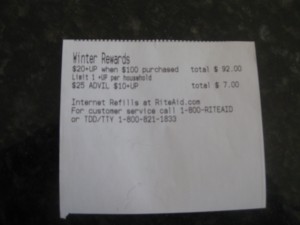 Winter Rewards
$20+UP when $100 purchased total $ 92.00
Limit 1 +UP per household
$25 ADVIL $10+UP total $ 7.00
Internet Refills at RiteAid.com
For customer service call 1-800-RITEAID
or TDD/TTY 1-800-821-1833